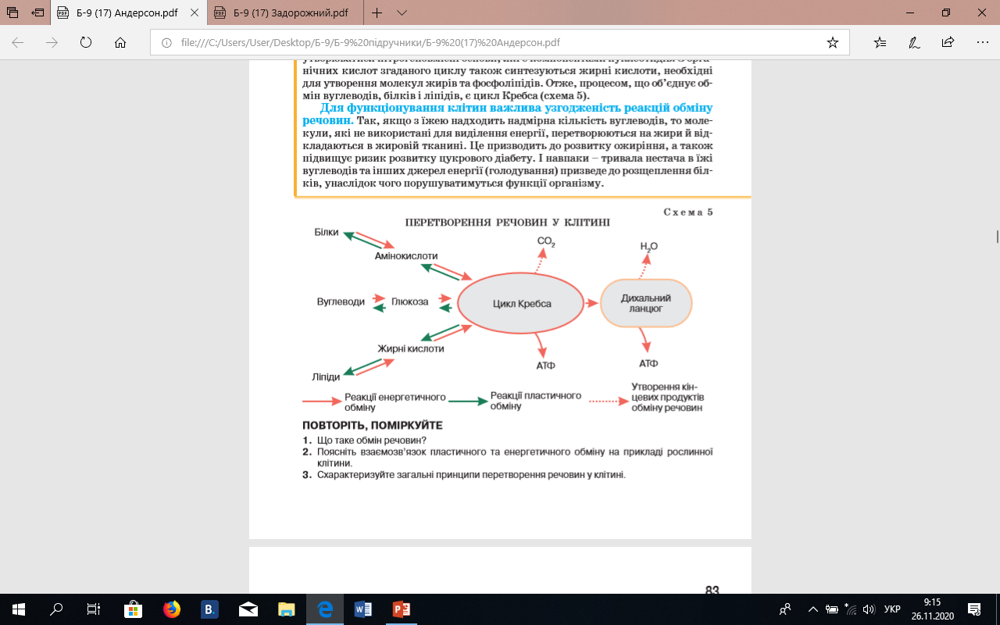 Б-9 (17) Андерсон.pdf
Б-9 (17) Задорожний.pdf
file:///C:/Users/User/Desktop/Б-9/Б-9%20підручники/Б-9%20(17)%20Андерсон.pdf
нічних кислот згаданого циклу також синтезуються жирні кислоти, необхідні
для утворення молекул жирів та фосфоліпідів. Отже, процесом, що об’єднує об-
мін вуглеводів, білків і ліпідів, є цикл Кребса (схема 5).
Для функціонування клітин важлива узгодженість реакцій обміну
речовин. Так, якщо з їжею надходить надмірна кількість вуглеводів, то моле-
кули, які не використані для виділення енергії, перетворюються на жири й від-
кладаються в жировій тканині. Це призводить до розвитку ожиріння, а також
підвищує ризик розвитку цукрового діабету. І навпаки – тривала нестача в їжі
вуглеводів та інших джерел енергії (голодування) призведе до розщеплення біл-
ків, унаслідок чого порушуватимуться функції організму.
Схема 5
ПЕРЕТВОРЕННЯ РЕЧОВИН У КЛІТИНІ
Білки
Амінокислоти
CO₂
H₂O
Вуглеводи
Глюкоза
Цикл Кребса
Дихальний
ланцюг
Жирні кислоти
Ліпіди
АТФ
АТФ
Реакції енергетичного
обміну
Реакції пластичного
обміну
Утворення кін-
цевих продуктів
обміну речовин
ПОВТОРІТЬ, ПОМІРКУЙТЕ
1. Що таке обмін речовин?
2. Поясніть взаємозв’язок пластичного та енергетичного обміну на прикладі рослинної
клітини.
3. Схарактеризуйте загальні принципи перетворення речовин у клітині.
83
B.
УКР
9:15
26.11.2020